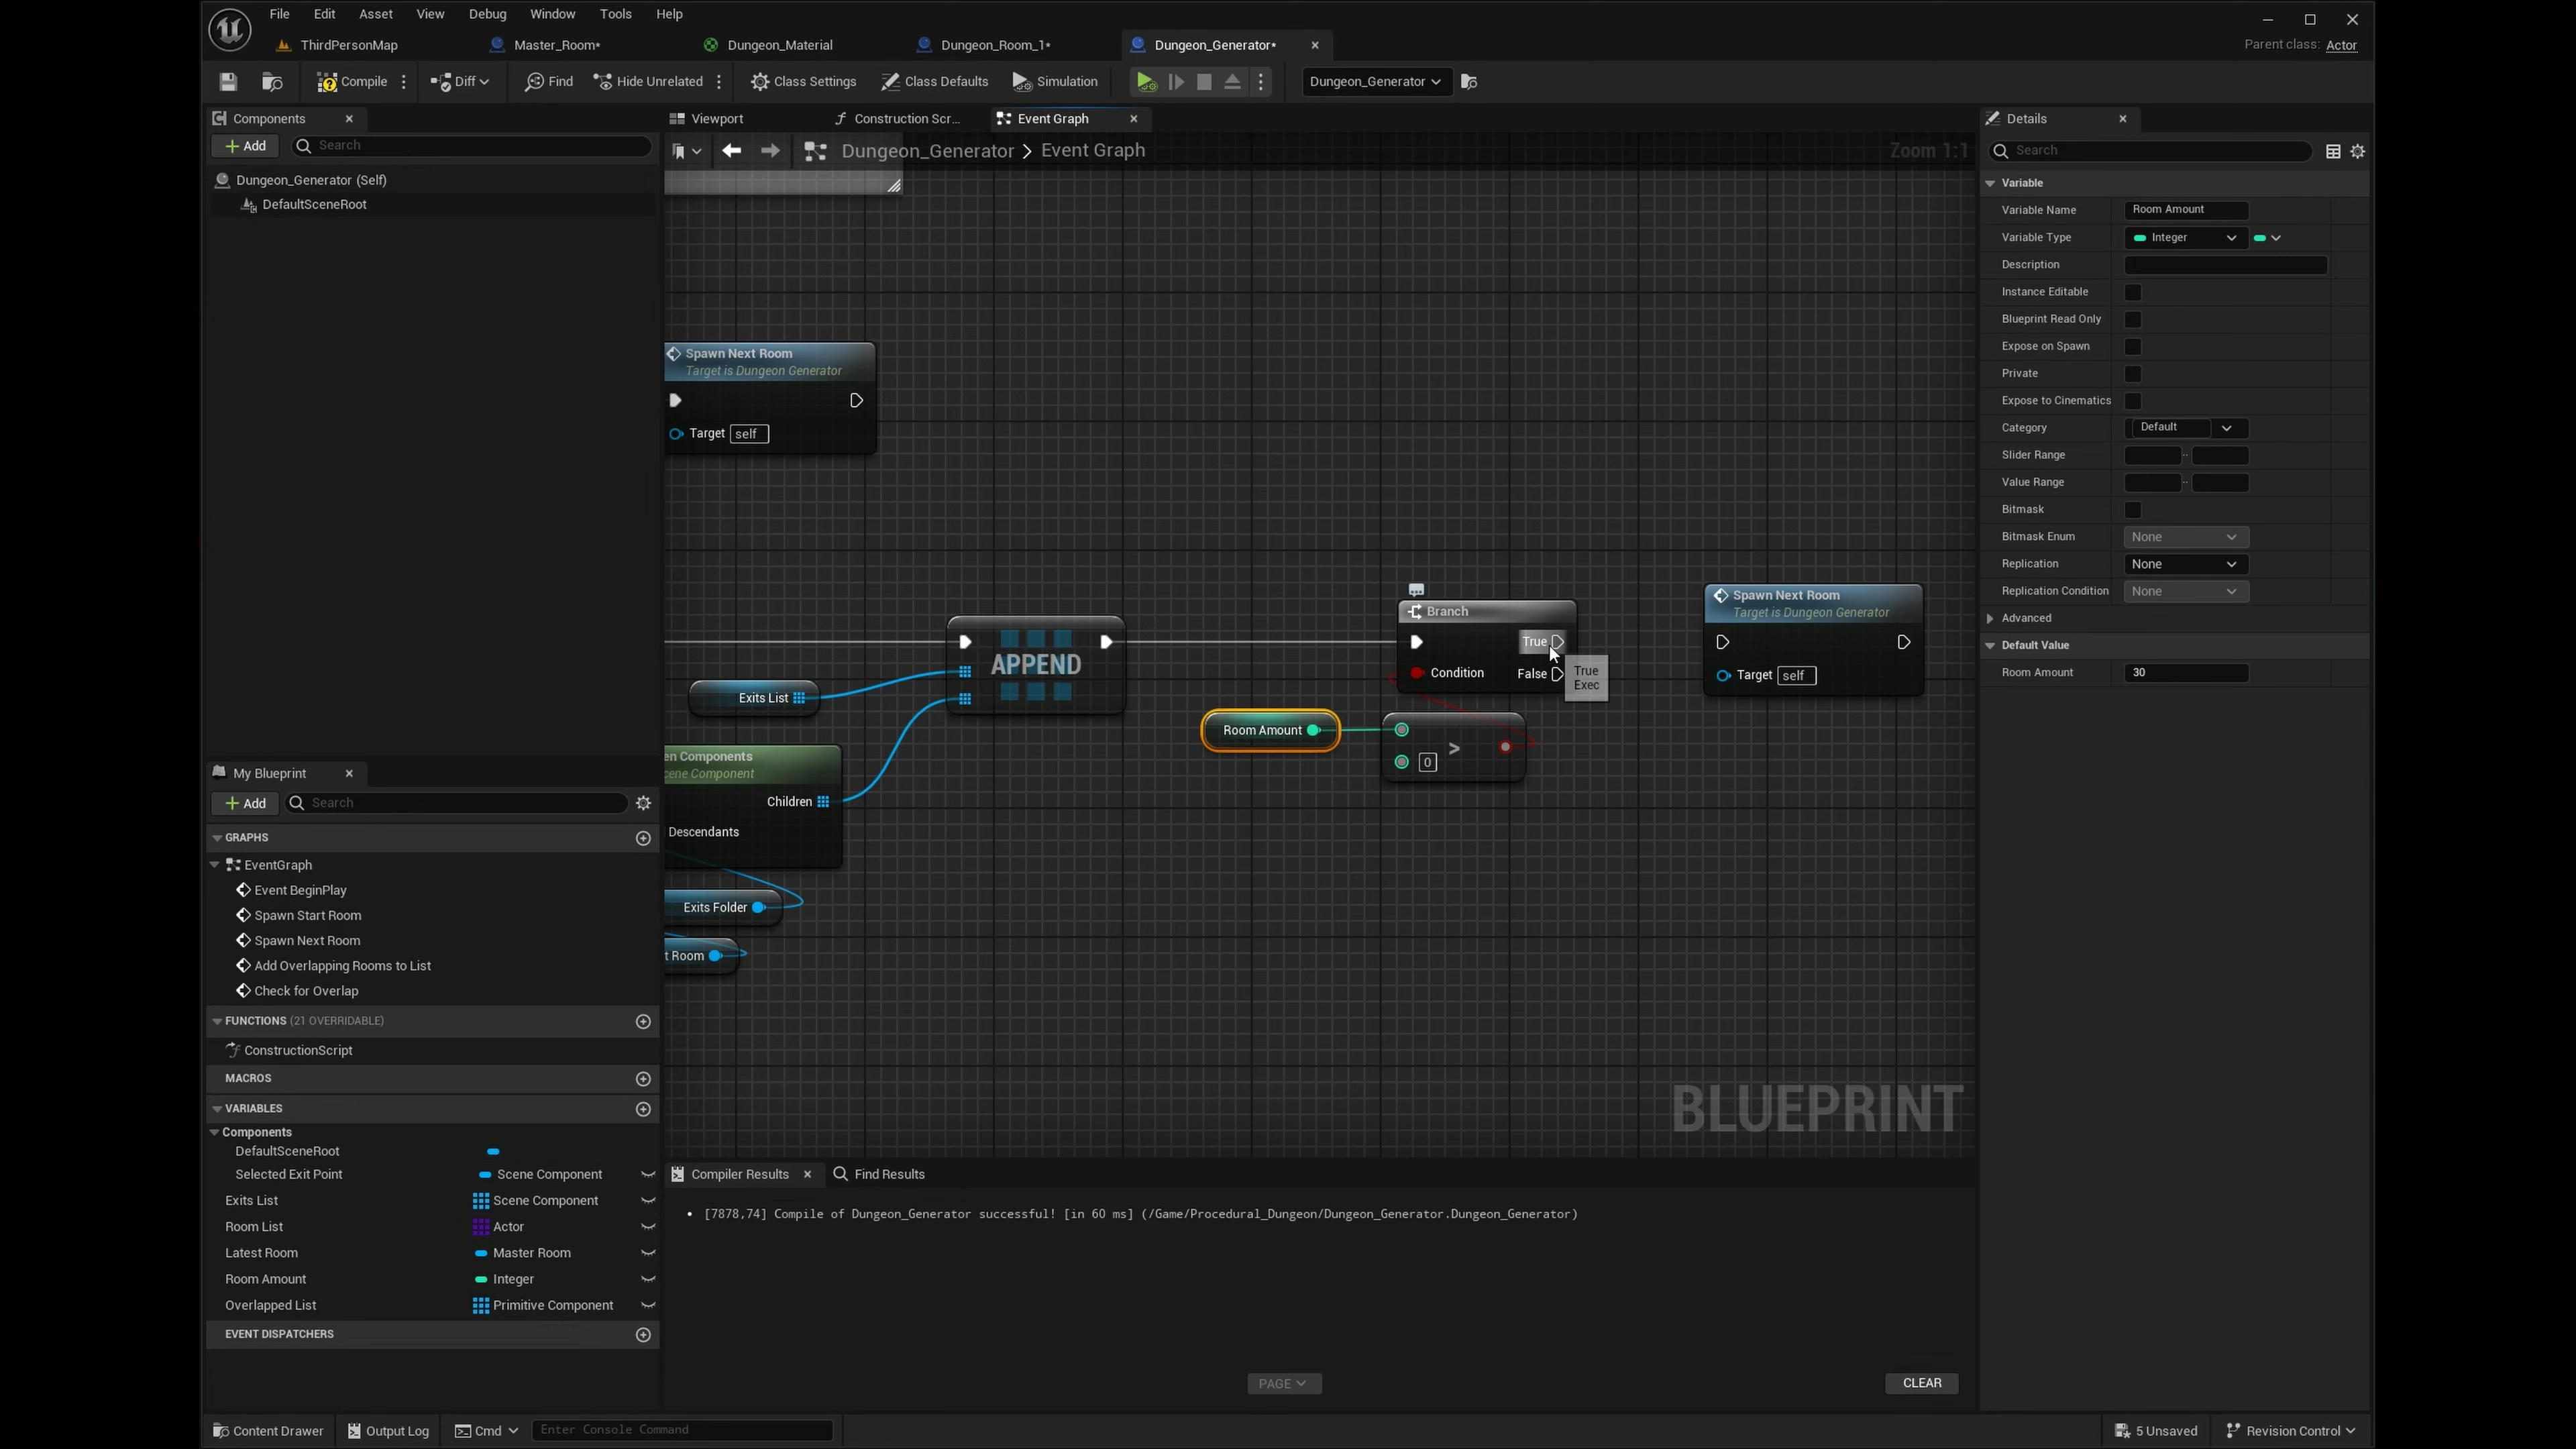 File Edit Asset View Debug Window Tools Help
ThirdPersonMap Master_Room* Dungeon_Material Dungeon_Room_1* Dungeon_Generator*
Parent class: Actor
Compile Diff Find Hide Unrelated Class Settings Class Defaults Simulation Dungeon_Generator
Components
Add Search
Dungeon_Generator (Self)
DefaultSceneRoot
Viewport Construction Scr... Event Graph
Dungeon_Generator > Event Graph
Zoom 1:1
Spawn Next Room
Target is Dungeon Generator
Target self
Exits List
APPEND
en Components
cene Component
Children
Descendants
Exits Folder
t Room
Branch
True
Condition False
True
Exec
Room Amount
>
0
Spawn Next Room
Target is Dungeon Generator
Target self
BLUEPRINT
My Blueprint
Add Search
GRAPHS
EventGraph
Event BeginPlay
Spawn Start Room
Spawn Next Room
Add Overlapping Rooms to List
Check for Overlap
FUNCTIONS (21 OVERRIDABLE)
ConstructionScript
MACROS
VARIABLES
Components
DefaultSceneRoot
Selected Exit Point Scene Component
Exits List Scene Component
Room List Actor
Latest Room Master Room
Room Amount Integer
Overlapped List Primitive Component
EVENT DISPATCHERS
Compiler Results Find Results
[7878,74] Compile of Dungeon_Generator successful! [in 60 ms] (/Game/Procedural_Dungeon/Dungeon_Generator.Dungeon_Generator)
PAGE
CLEAR
Details
Search
Variable
Variable Name Room Amount
Variable Type Integer
Description
Instance Editable
Blueprint Read Only
Expose on Spawn
Private
Expose to Cinematics
Category Default
Slider Range ..
Value Range ..
Bitmask
Bitmask Enum None
Replication None
Replication Condition None
Advanced
Default Value
Room Amount 30
Content Drawer Output Log Cmd Enter Console Command
5 Unsaved Revision Control